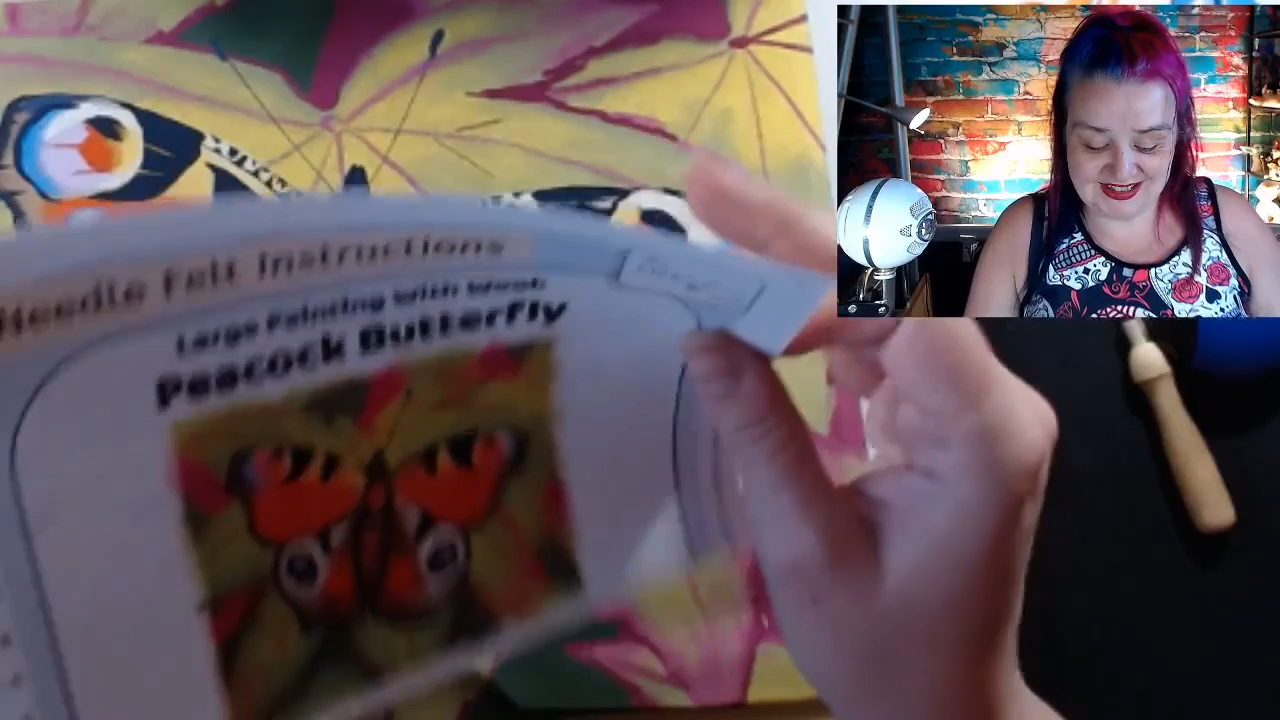 Needle Felt Instructions
Large Painting with Wool:
Peacock Butterfly